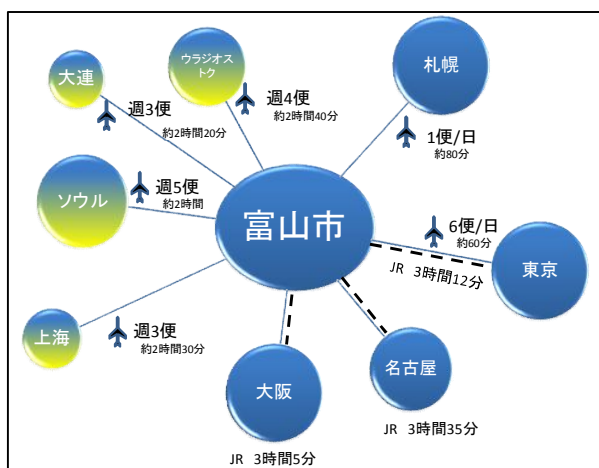 ウラジオス
トク
大連
札幌
週3便
約2時間20分
週4便
約2時間40分
1便/日
約80分
ソウル
週5便
約2時間
富山市
6便/日
約60分
東京
JR 3時間12分
上海
週3便
約2時間30分
大阪
名古屋
JR 3時間5分
JR 3時間35分